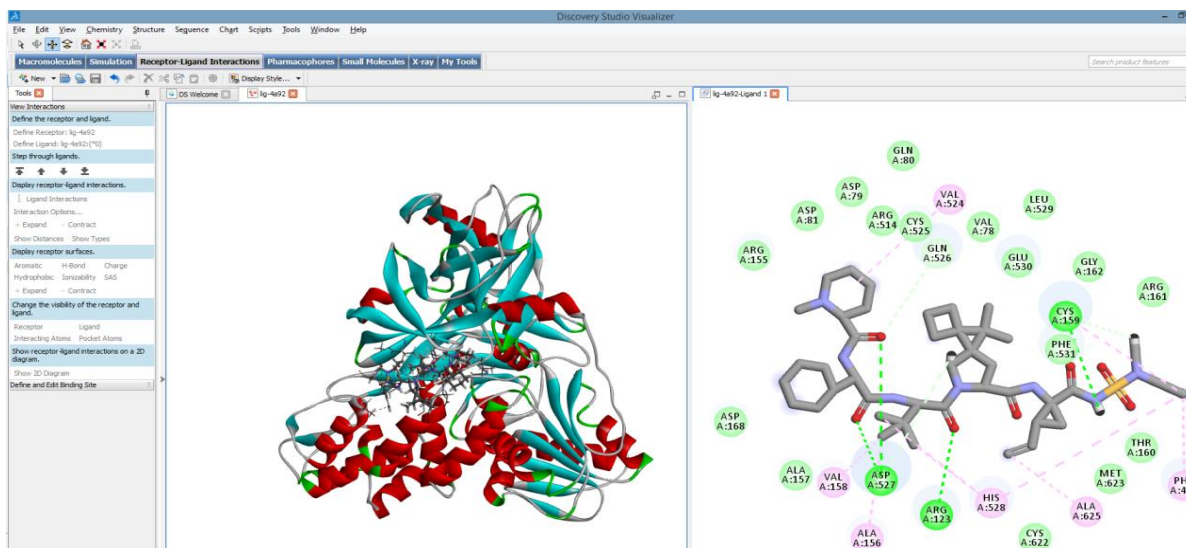 Discovery Studio Visualizer
File Edit View Chemistry Structure Sequence Chart Scripts Tools Window Help
Macromolecules Simulation Receptor-Ligand Interactions Pharmacophores Small Molecules X-ray My Tools
Search product features
New Display Style...
Tools
DS Welcome lig-4a92 lig-4a92-Ligand 1
View Interactions
Define the receptor and ligand.
Define Receptor: lig-4a92
Define Ligand: lig-4a92:(*0)
Step through ligands.
Display receptor-ligand interactions.
Ligand Interactions
Interaction Options...
+ Expand - Contract
Show Distances Show Types
Display receptor surfaces.
Aromatic H-Bond Charge
Hydrophobic Ionizability SAS
+ Expand - Contract
Change the visibility of the receptor and
ligand.
Receptor Ligand
Interacting Atoms Pocket Atoms
Show receptor-ligand interactions on a 2D
diagram.
Show 2D Diagram
Define and Edit Binding Site
GLN
A:80
ASP
A:79
VAL
A:524
LEU
A:529
ASP
A:81
ARG
A:514
CYS
A:525
VAL
A:78
ARG
A:155
GLN
A:526
GLU
A:530
GLY
A:162
ARG
A:161
CYS
A:159
PHE
A:531
ASP
A:168
THR
A:160
ALA
A:157
VAL
A:158
ASP
A:527
MET
A:623
PH
A:4
HIS
A:528
ALA
A:625
ARG
A:123
ALA
A:156
CYS
A:622